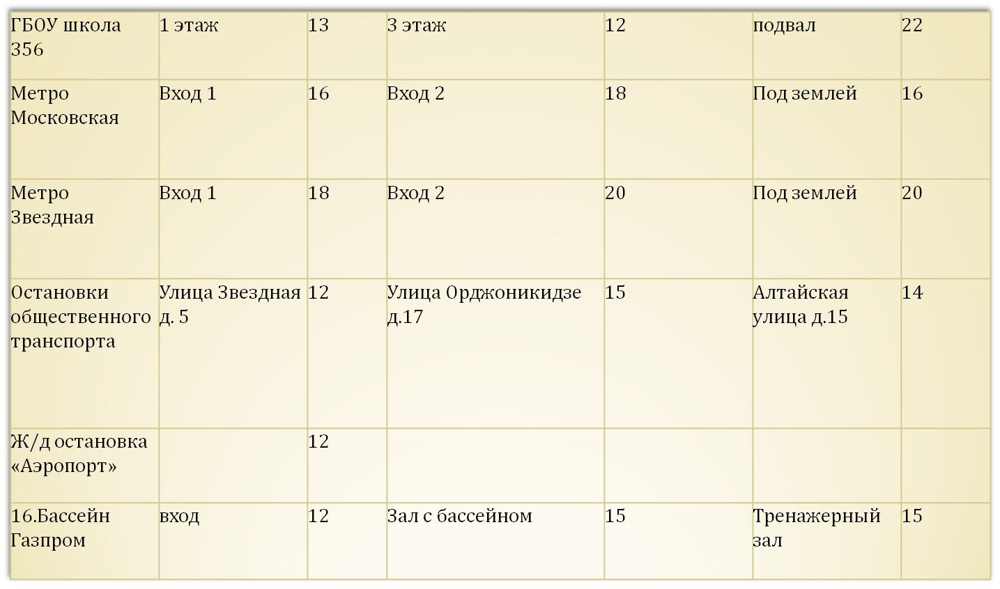 ГБОУ школа
356
1 этаж
13
3 этаж
12
подвал
22
Метро
Московская
Вход 1
16
Вход 2
18
Под землей
16
Метро
Звездная
Вход 1
18
Вход 2
20
Под землей
20
Остановки
общественного
транспорта
Улица Звездная
д. 5
12
Улица Орджоникидзе
д.17
15
Алтайская
улица д.15
14
Ж/д остановка
«Аэропорт»
12
16.Бассейн
Газпром
вход
12
Зал с бассейном
15
Тренажерный
зал
15